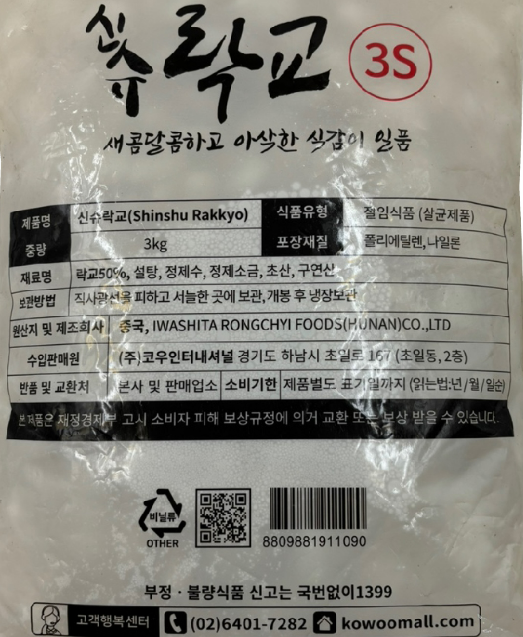 신슈 락교 3S
새콤달콤하고 아삭한 식감이 일품
제품명 신슈락교(Shinshu Rakkyo) 식품유형 절임식품 (살균제품)
중량 3kg 포장재질 폴리에틸렌, 나일론
재료명 락교50%, 설탕, 정제수, 정제소금, 초산, 구연산
보관방법 직사광선을 피하고 서늘한 곳에 보관, 개봉 후 냉장보관
원산지 및 제조회사 중국, IWASHITA RONGCHYI FOODS(HUNAN)CO.,LTD
수입판매원 (주)코우인터내셔널 경기도 하남시 초일로 167 (초일동, 2층)
반품 및 교환처 본사 및 판매업소 소비기한 제품별도 표기일까지 (읽는법:년/월/일순)
본 제품은 재정경제부 고시 소비자 피해 보상규정에 의거 교환 또는 보상 받을 수 있습니다.
비닐류
OTHER
8809881911090
부정·불량식품 신고는 국번없이1399
고객행복센터 (02)6401-7282 kowoomall.com